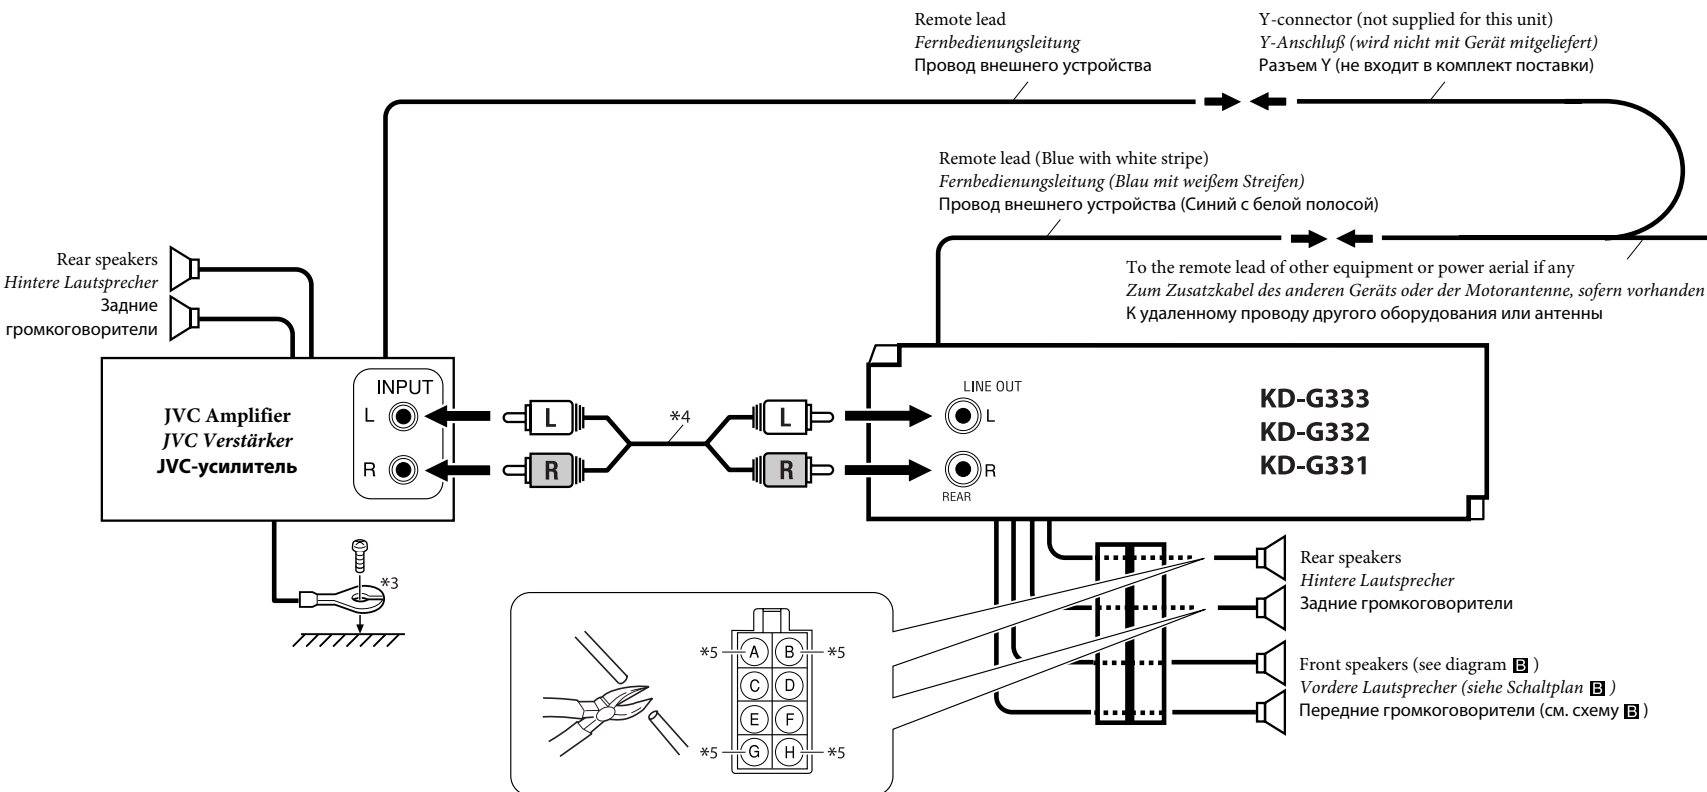 Remote lead
Fernbedienungsleitung
Провод внешнего устройства
Y-connector (not supplied for this unit)
Y-Anschluß (wird nicht mit Gerät mitgeliefert)
Разъем Y (не входит в комплект поставки)
Remote lead (Blue with white stripe)
Fernbedienungsleitung (Blau mit weißem Streifen)
Провод внешнего устройства (Синий с белой полосой)
To the remote lead of other equipment or power aerial if any
Zum Zusatzkabel des anderen Geräts oder der Motorantenne, sofern vorhanden
К удаленному проводу другого оборудования или антенны
Rear speakers
Hintere Lautsprecher
Задние
громкоговорители
JVC Amplifier
JVC Verstärker
JVC-усилитель
INPUT
L
R
L
R
*4
L
R
LINE OUT
L
R
REAR
KD-G333
KD-G332
KD-G331
*3
*5 A B *5
C D
E F
*5 G H *5
Rear speakers
Hintere Lautsprecher
Задние громкоговорители
Front speakers (see diagram B )
Vordere Lautsprecher (siehe Schaltplan B )
Передние громкоговорители (см. схему B )